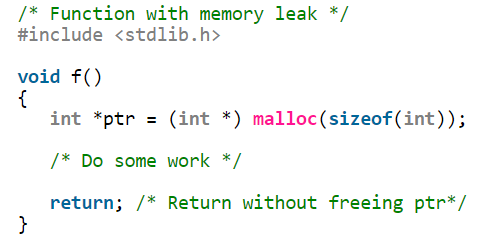 /* Function with memory leak */
#include <stdlib.h>

void f()
{
   int *ptr = (int *) malloc(sizeof(int));

   /* Do some work */

   return; /* Return without freeing ptr*/
}